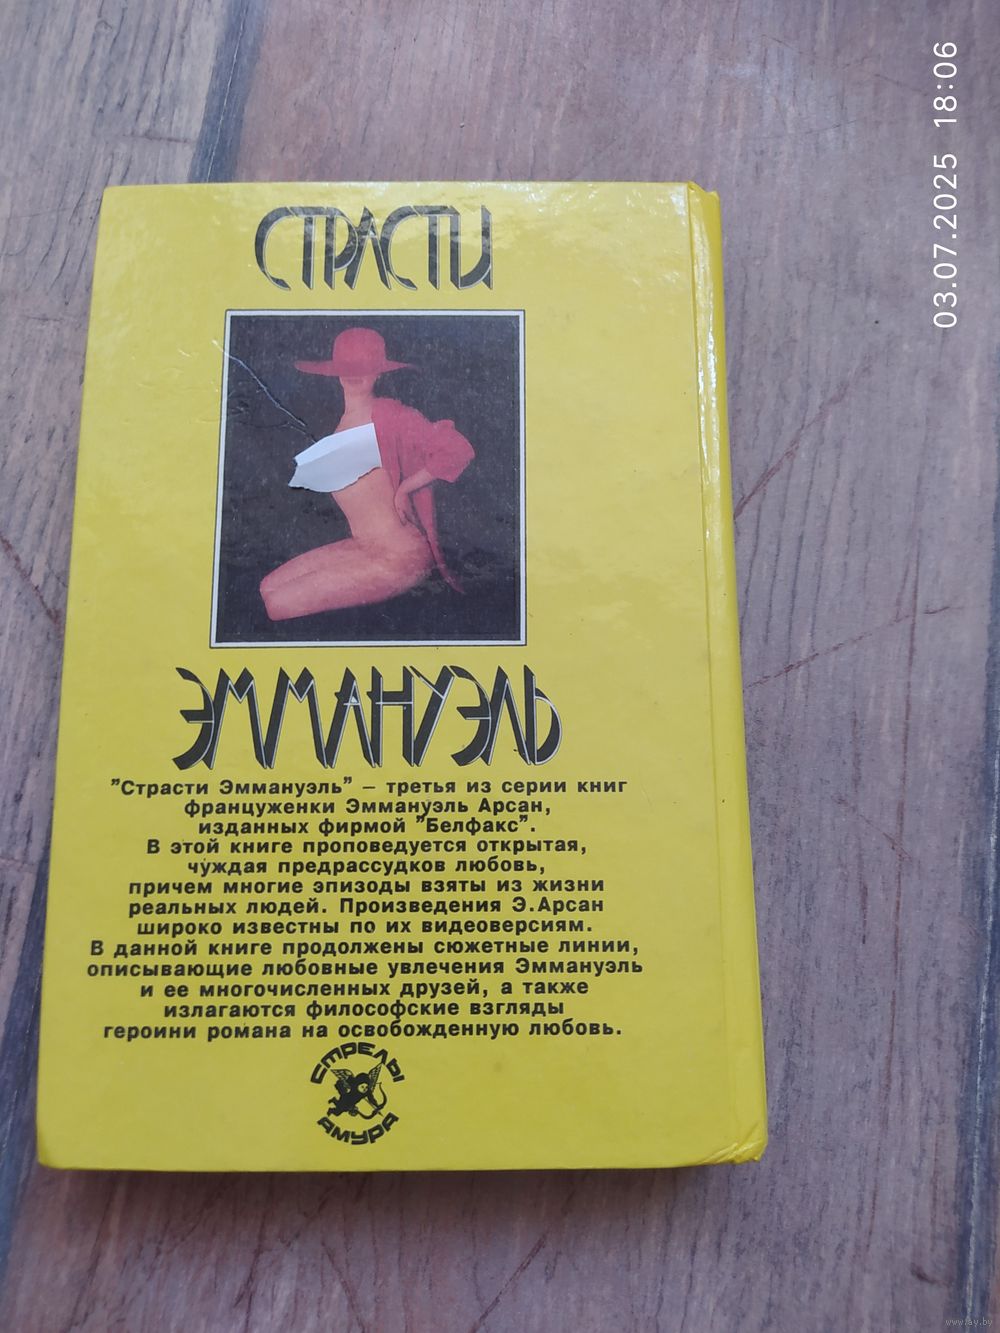 03.07.2025 18:06
СТРАСТИ
ЭММАНУЭЛЬ
"Страсти Эммануэль" – третья из серии книг
француженки Эммануэль Арсан,
изданных фирмой "Белфакс".
В этой книге проповедуется открытая,
чуждая предрассудков любовь,
причем многие эпизоды взяты из жизни
реальных людей. Произведения Э.Арсан
широко известны по их видеоверсиям.
В данной книге продолжены сюжетные линии,
описывающие любовные увлечения Эммануэль
и ее многочисленных друзей, а также
излагаются философские взгляды
героини романа на освобожденную любовь.
СТРЕЛЫ
АМУРА
www.ay.by